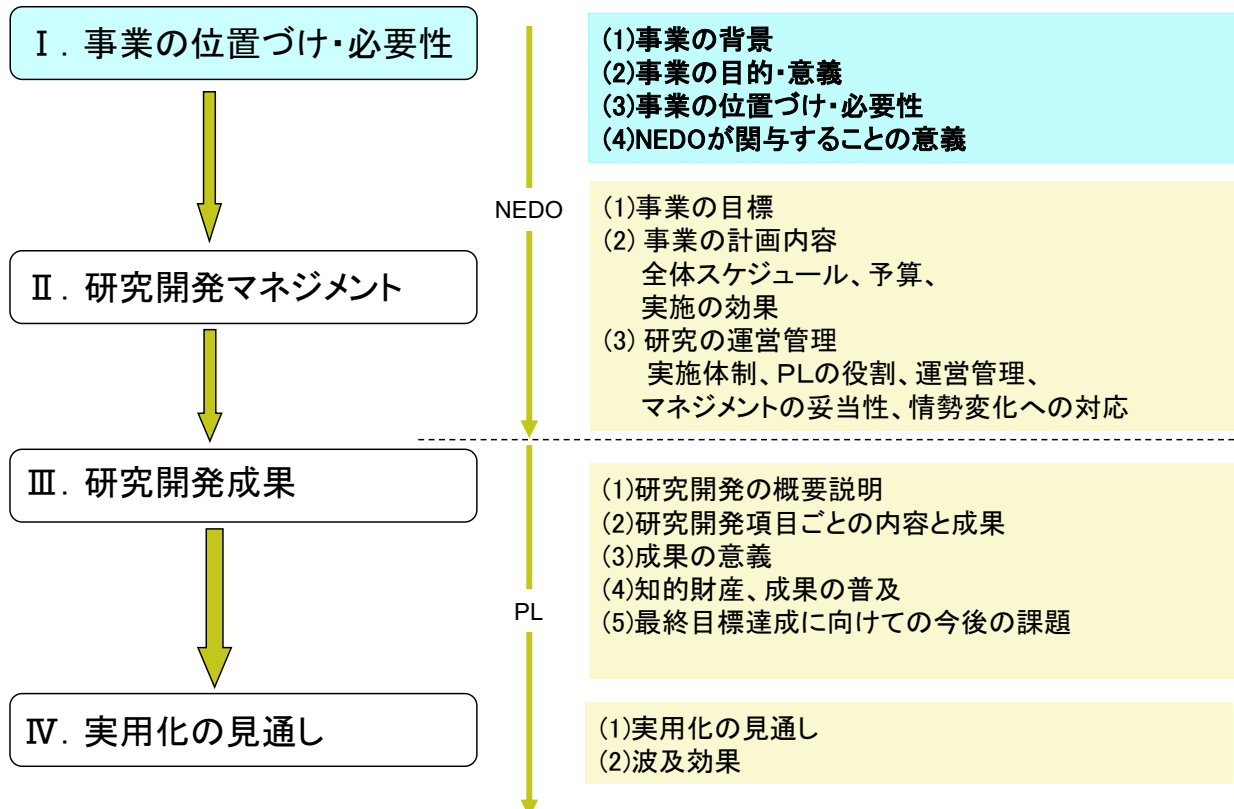 Ⅰ. 事業の位置づけ・必要性
(1)事業の背景
(2)事業の目的・意義
(3)事業の位置づけ・必要性
(4)NEDOが関与することの意義
NEDO
Ⅱ. 研究開発マネジメント
(1)事業の目標
(2) 事業の計画内容
全体スケジュール、予算、
実施の効果
(3) 研究の運営管理
実施体制、PLの役割、運営管理、
マネジメントの妥当性、情勢変化への対応
Ⅲ. 研究開発成果
(1)研究開発の概要説明
(2)研究開発項目ごとの内容と成果
(3)成果の意義
(4)知的財産、成果の普及
(5)最終目標達成に向けての今後の課題
PL
Ⅳ. 実用化の見通し
(1)実用化の見通し
(2)波及効果